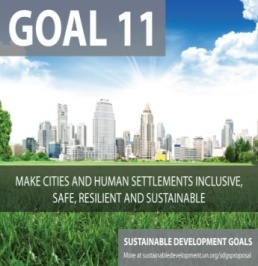 GOAL 11
MAKE CITIES AND HUMAN SETTLEMENTS INCLUSIVE,
SAFE, RESILIENT AND SUSTAINABLE
SUSTAINABLE DEVELOPMENT GOALS
More at sustainabledevelopment.un.org/sdgsproposal